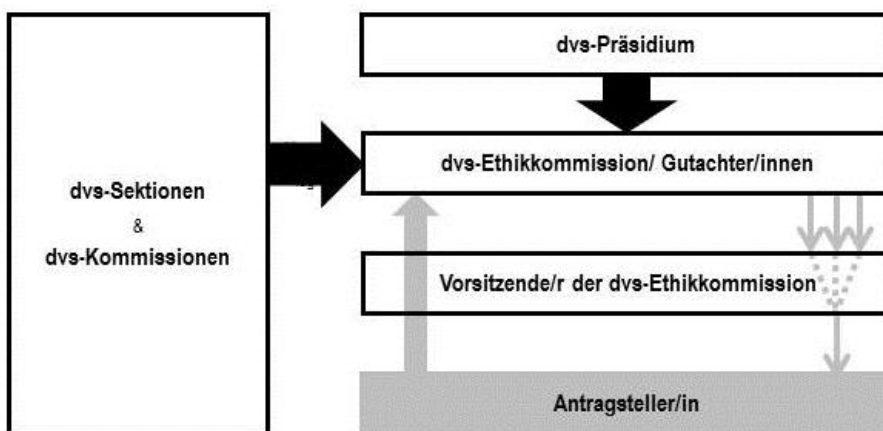 dvs-Sektionen
&
dvs-Kommissionen
dvs-Präsidium
dvs-Ethikkommission/ Gutachter/innen
Vorsitzende/r der dvs-Ethikkommission
Antragsteller/in